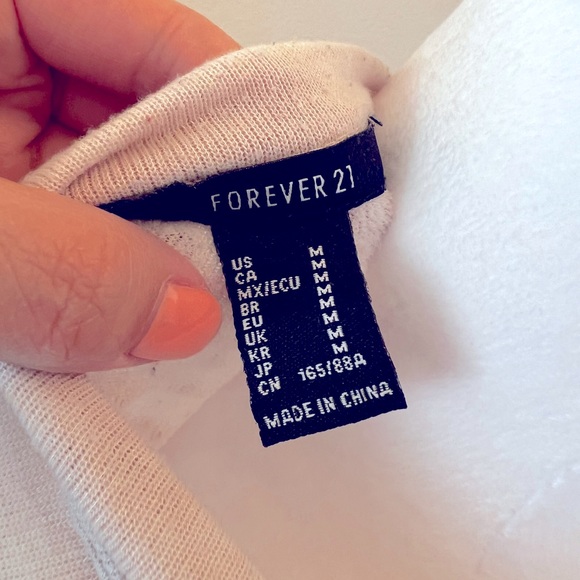 FOREVER 21
US M
CA M
MX/ECU M
BR M
EU M
UK M
KR M
JP M
CN 165/88A
MADE IN CHINA